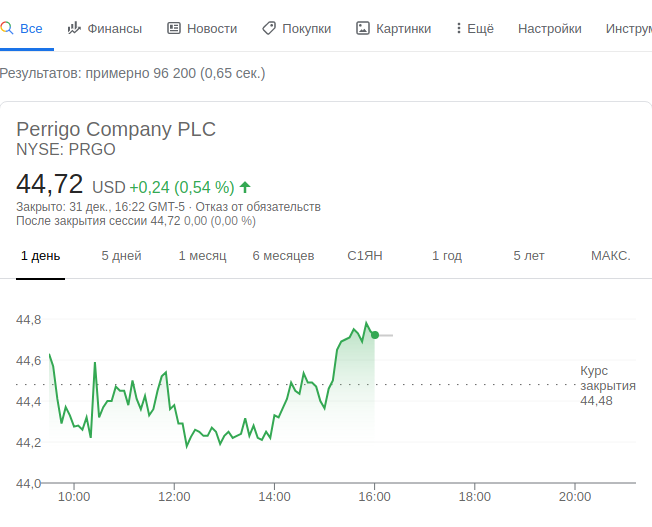 Все Финансы Новости Покупки Картинки Ещё Настройки Инструм
Результатов: примерно 96 200 (0,65 сек.)
Perrigo Company PLC
NYSE: PRGO
44,72 USD +0,24 (0,54 %)
Закрыто: 31 дек., 16:22 GMT-5 · Отказ от обязательств
После закрытия сессии 44,72 0,00 (0,00 %)
1 день 5 дней 1 месяц 6 месяцев С1ЯН 1 год 5 лет МАКС.
44,8
44,6
Курс
закрытия
44,48
44,4
44,2
44,0
10:00 12:00 14:00 16:00 18:00 20:00